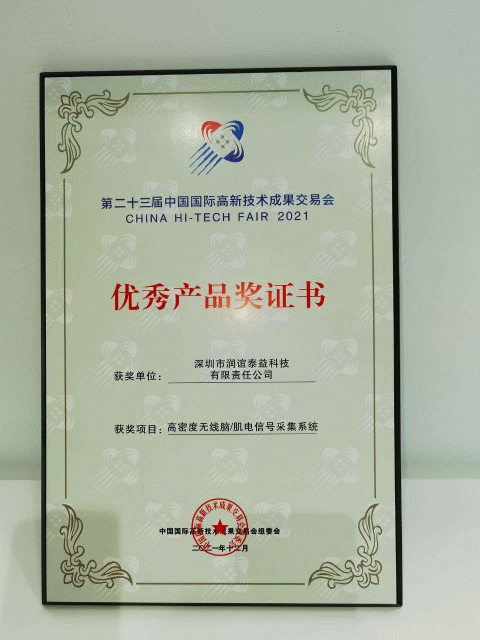 第二十三届中国国际高新技术成果交易会
CHINA HI-TECH FAIR 2021
优秀产品奖证书
获奖单位：
深圳市润谊泰益科技
有限责任公司
获奖项目：高密度无线脑/肌电信号采集系统
中国国际高新技术成果交易会组委会
二〇二一年十二月